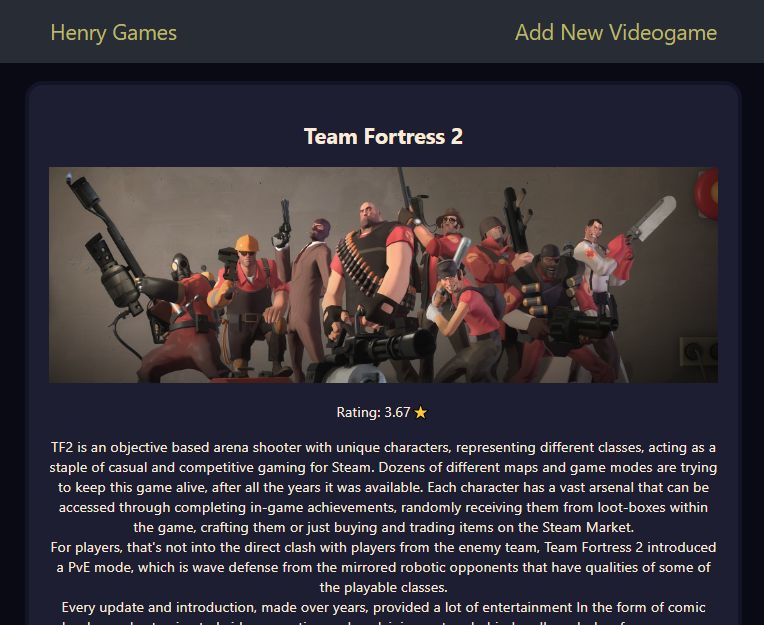 Henry Games
Add New Videogame
Team Fortress 2
Rating: 3.67
TF2 is an objective based arena shooter with unique characters, representing different classes, acting as a
staple of casual and competitive gaming for Steam. Dozens of different maps and game modes are trying
to keep this game alive, after all the years it was available. Each character has a vast arsenal that can be
accessed through completing in-game achievements, randomly receiving them from loot-boxes within
the game, crafting them or just buying and trading items on the Steam Market.
For players, that's not into the direct clash with players from the enemy team, Team Fortress 2 introduced
a PvE mode, which is wave defense from the mirrored robotic opponents that have qualities of some of
the playable classes.
Every update and introduction, made over years, provided a lot of entertainment In the form of comic